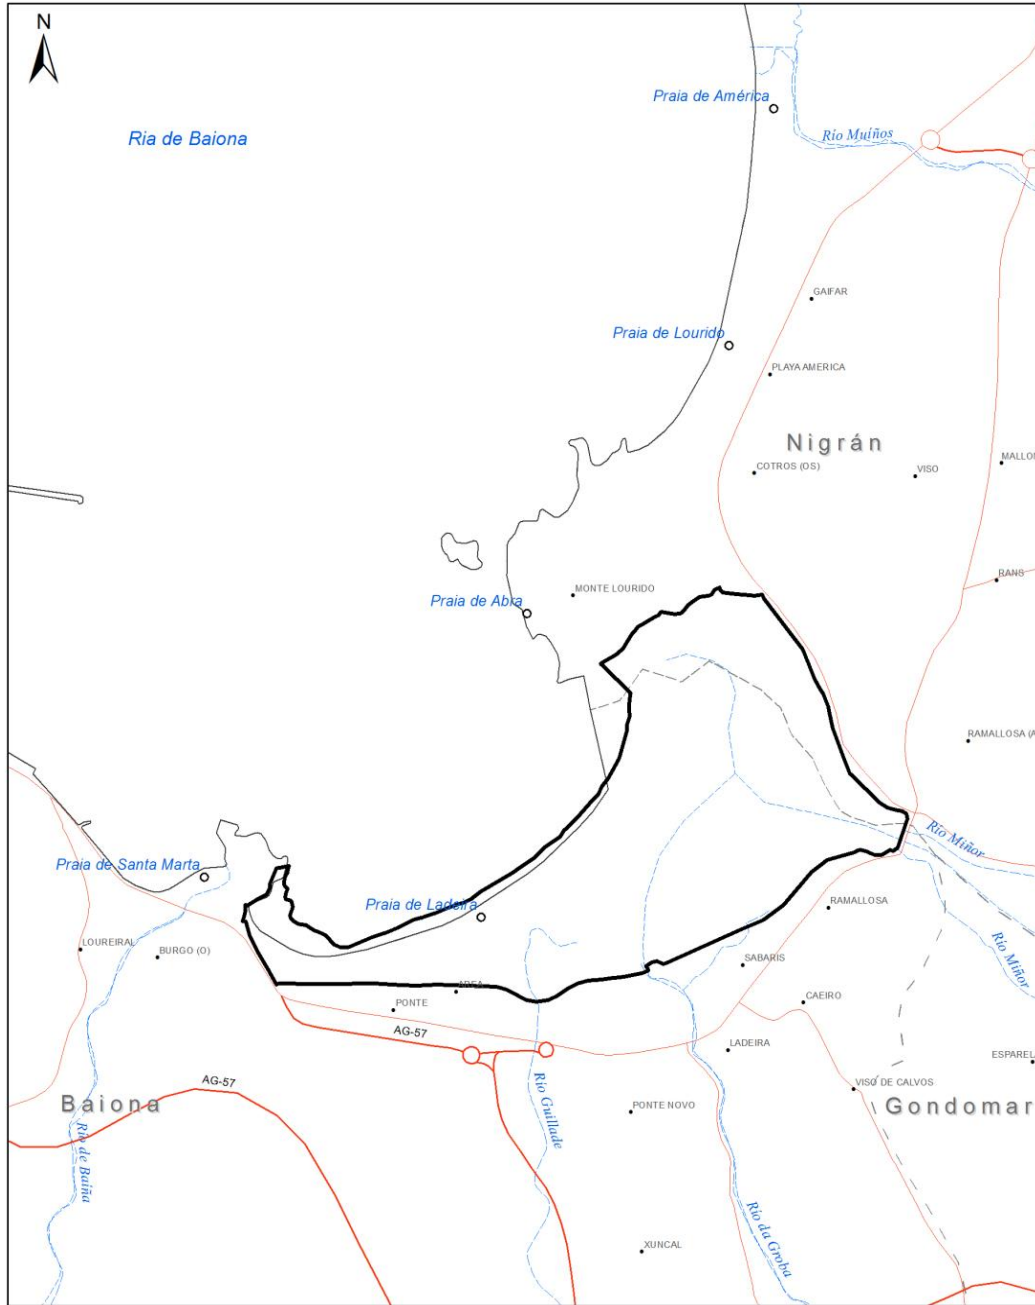 N
Praia de América
Ria de Baiona
Río Muíños
GAIFAR
Praia de Lourido
PLAYA AMERICA
Nigrán
COTROS (OS)
VISO
RANS
MONTE LOURIDO
Praia de Abra
RAMALLOSA (A
Río Miñor
Praia de Santa Marta
Praia de Ladeira
RAMALLOSA
LOUREIRAL
BURGO (O)
SABARIS
Río Miñor
AREA
PONTE
CAEIRO
AG-57
LADEIRA
ESPAREL
AG-57
VISO DE CALVOS
Baiona
Gondomar
PONTE NOVO
Río Guillade
Río de Baíña
Río da Groba
XUNCAL